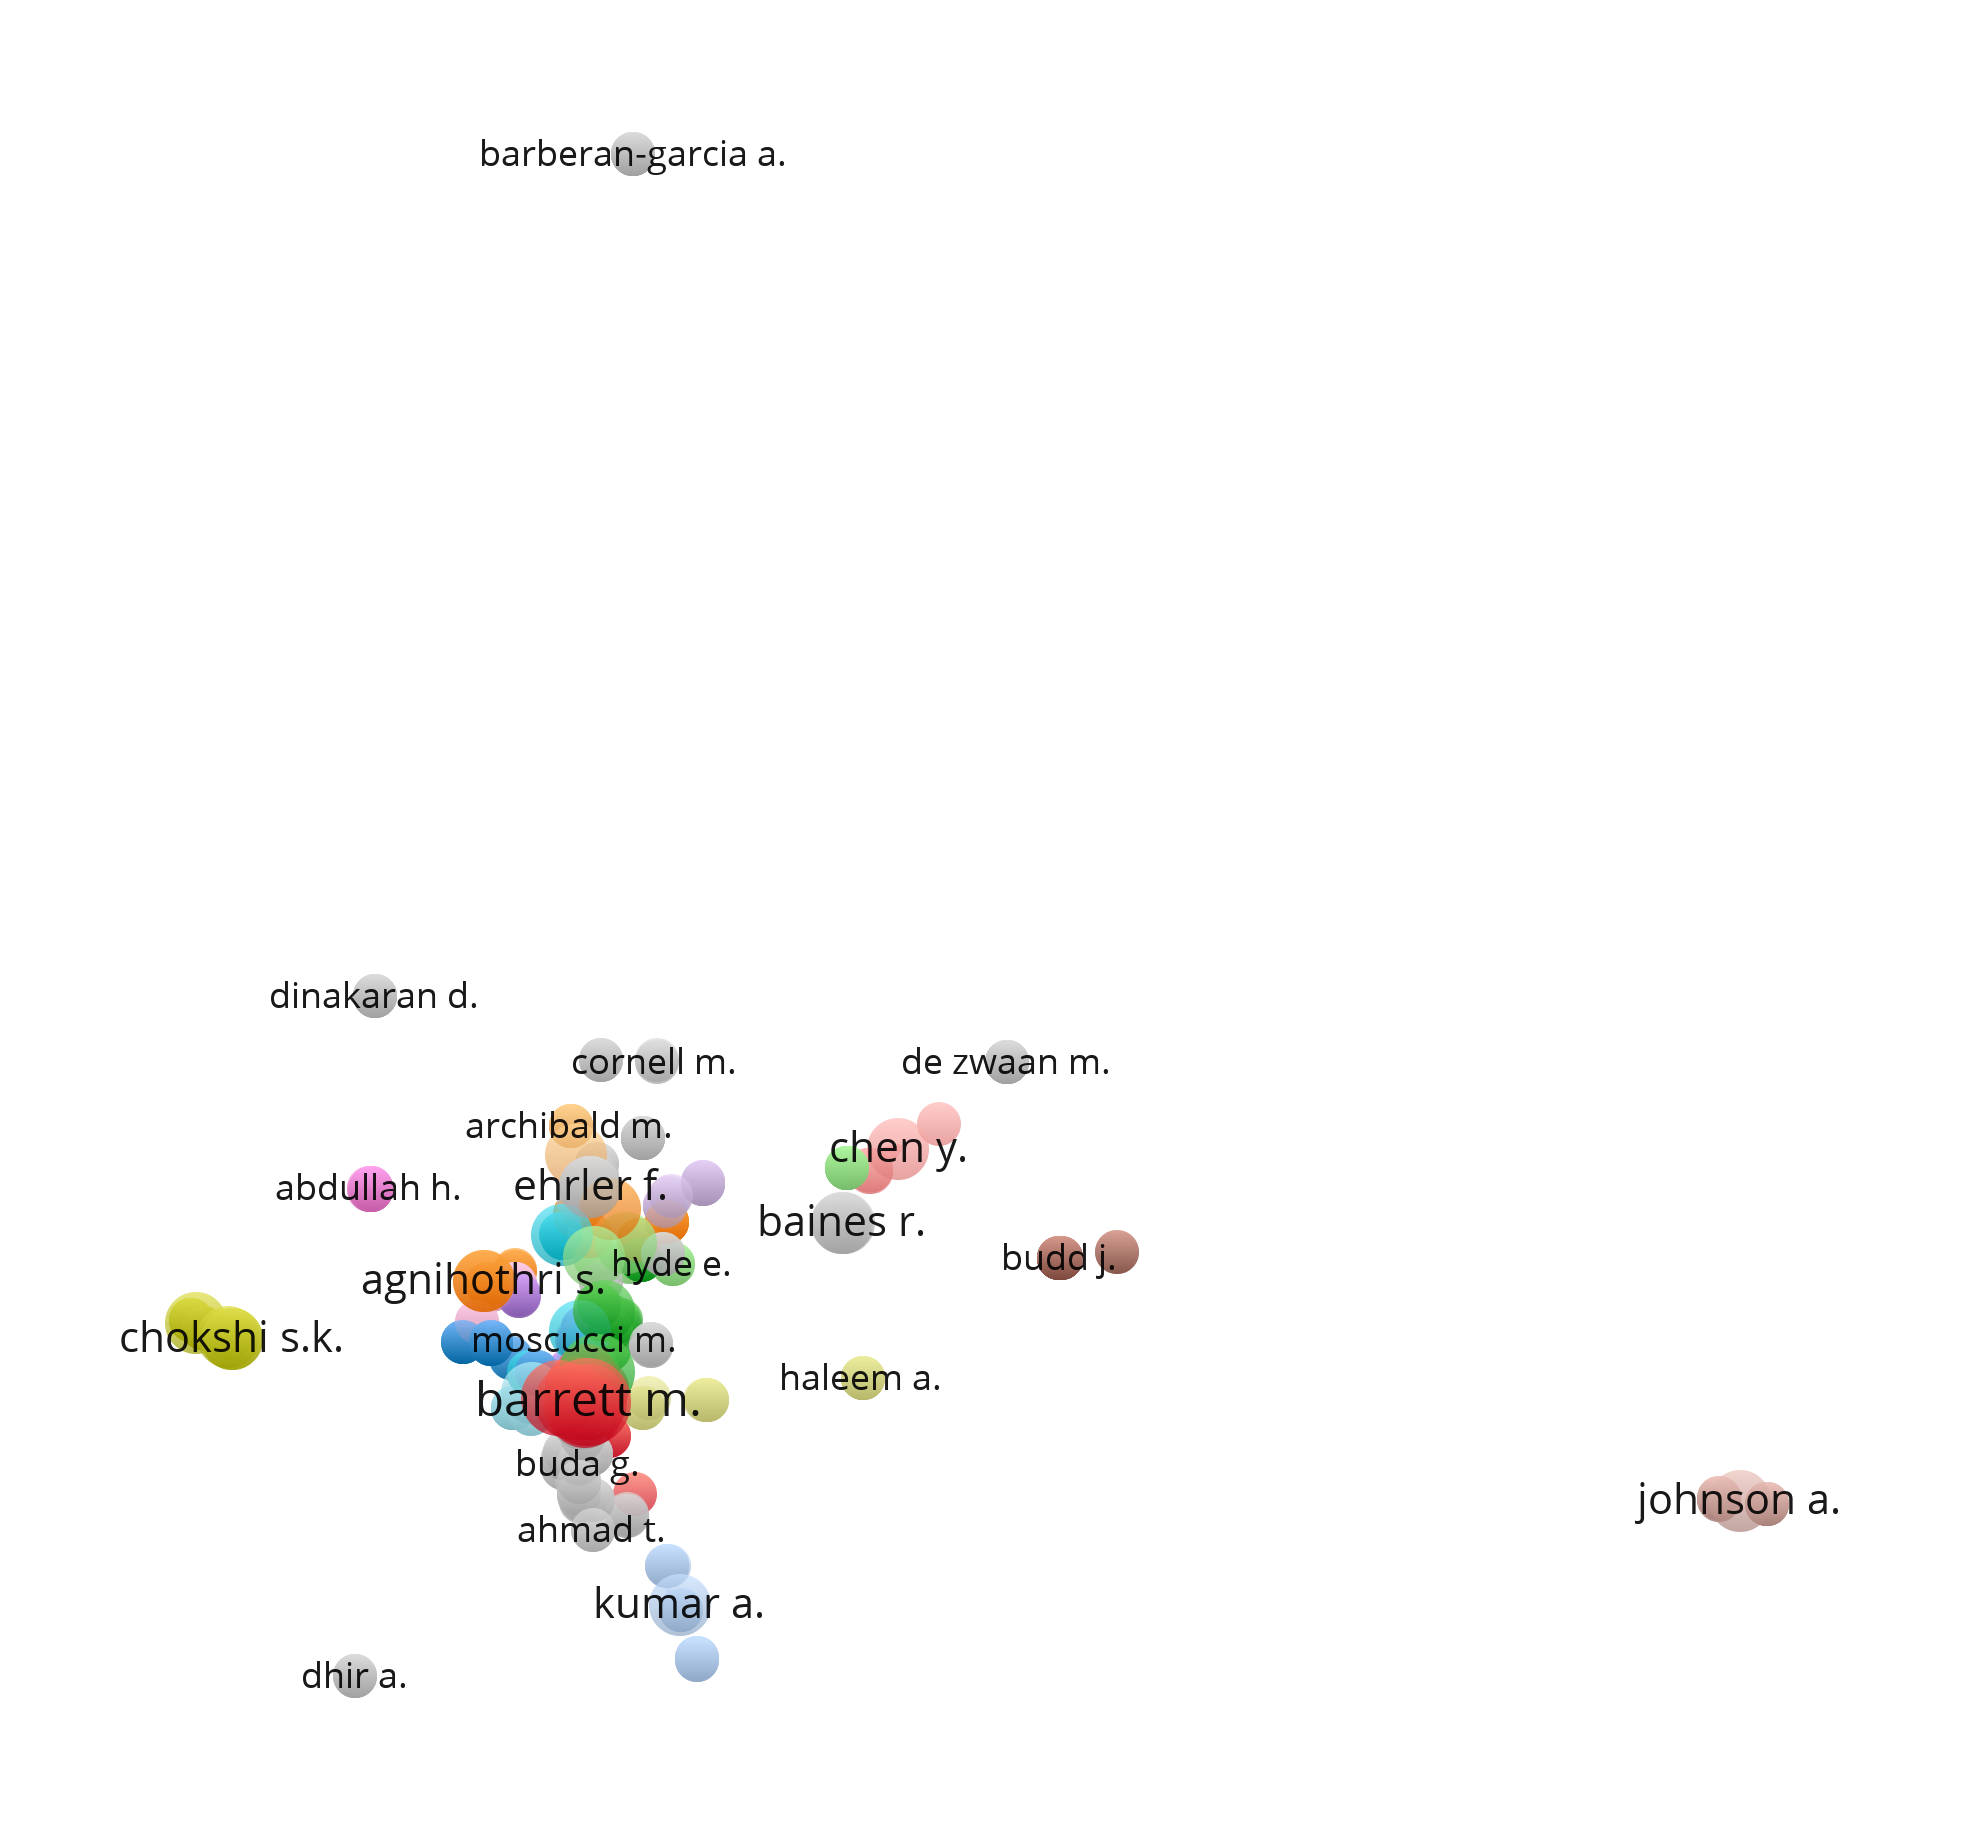 barberan-garcia a.
dinakaran d.
cornell m.
de zwaan m.
archibald m.
chen y.
abdullah h.
ehrler f.
baines r.
hyde e.
budd j.
agnihothri s.
chokshi s.k.
moscucci m.
haleem a.
barrett m.
buda g.
johnson a.
ahmad t.
kumar a.
dhir a.